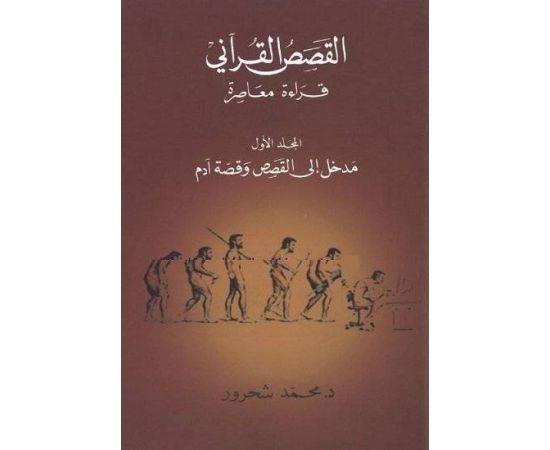 القصص القرآني
قراءة معاصرة
المجلد الأول
مدخل إلى القصص وقصة آدم
د. محمد شحرور